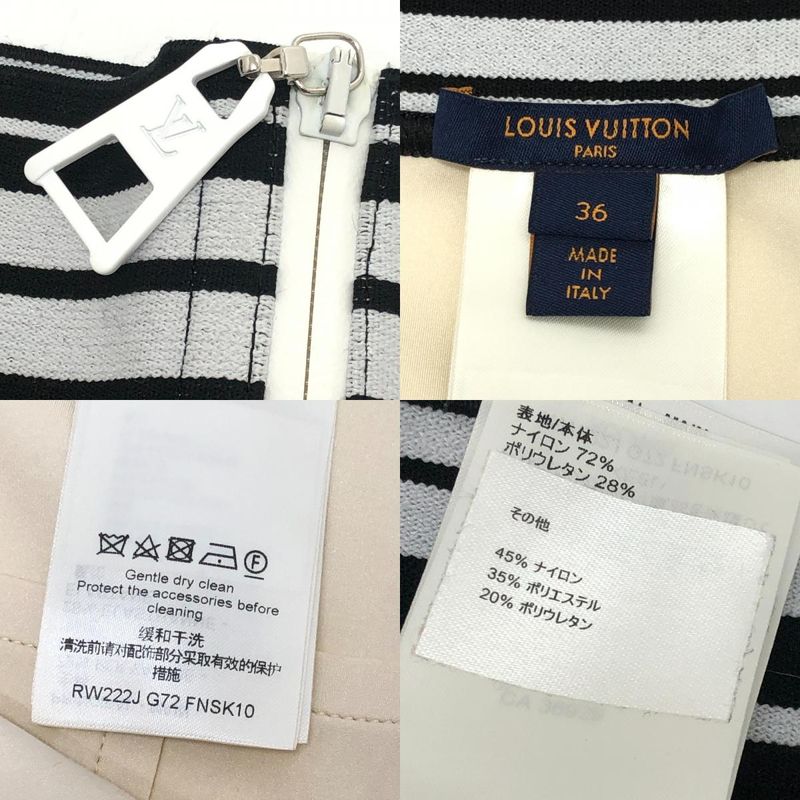 LV
LOUIS VUITTON
PARIS
36
MADE
IN
ITALY
F
Gentle dry clean
Protect the accessories before
cleaning
缓和干洗
清洗前请对配饰部分采取有效的保护
措施
RW222J G72 FNSK10
表地/本体
ナイロン 72%
ポリウレタン 28%
その他
45% ナイロン
35% ポリエステル
20% ポリウレタン